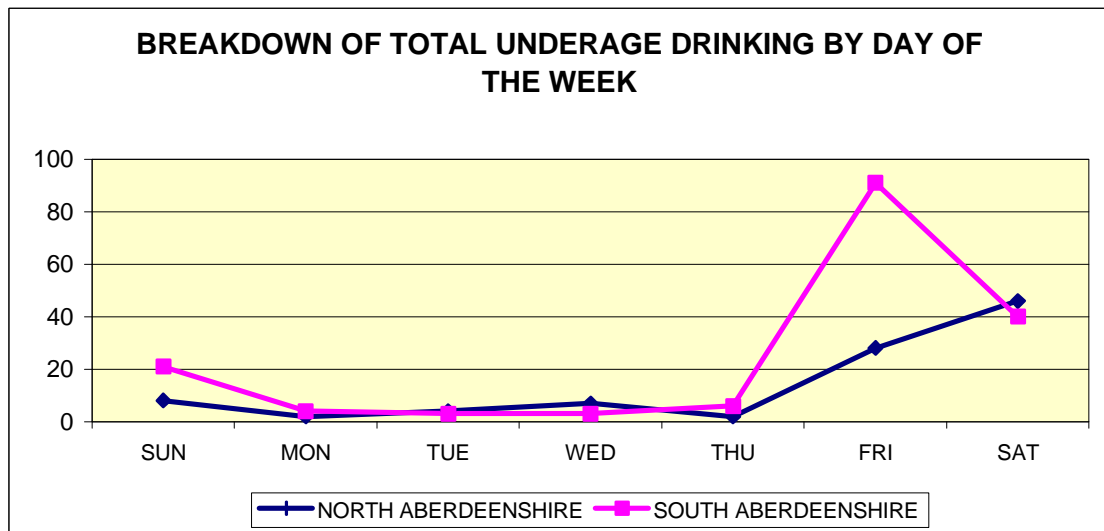 BREAKDOWN OF TOTAL UNDERAGE DRINKING BY DAY OF
THE WEEK
100
80
60
40
20
0
SUN MON TUE WED THU FRI SAT
NORTH ABERDEENSHIRE SOUTH ABERDEENSHIRE